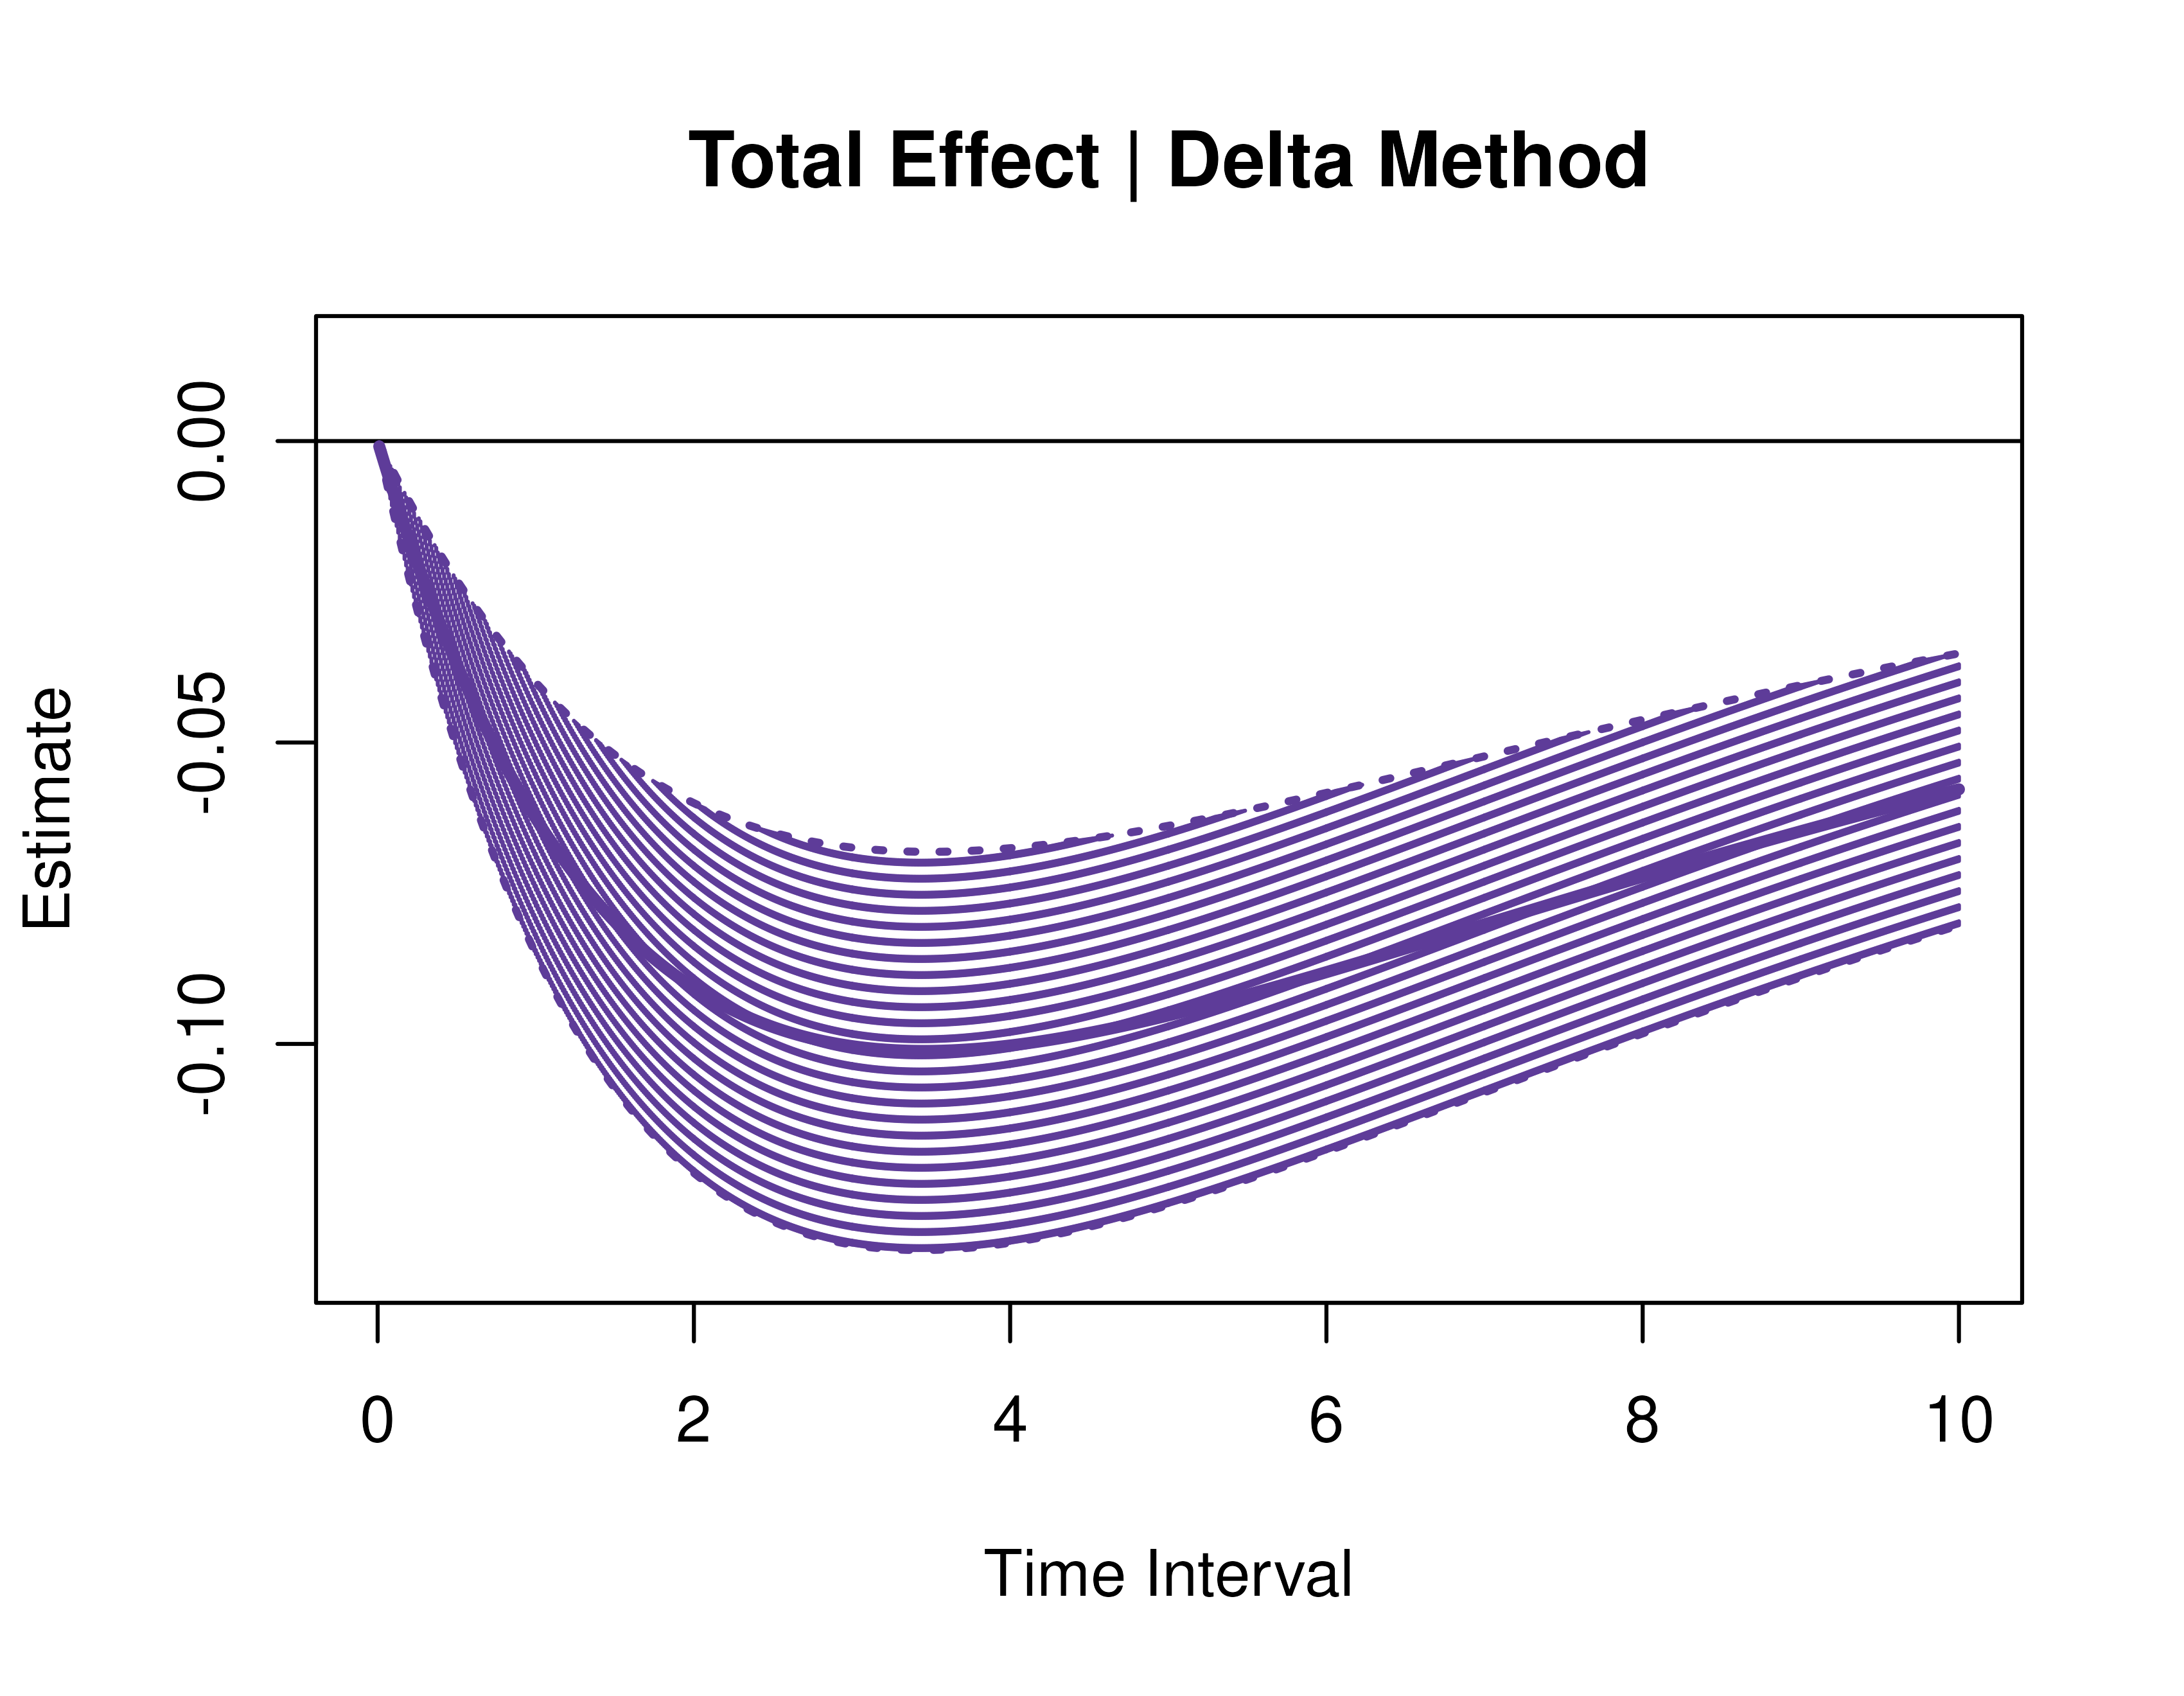 Total Effect | Delta Method
Estimate
0.00
-0.05
-0.10
0 2 4 6 8 10
Time Interval